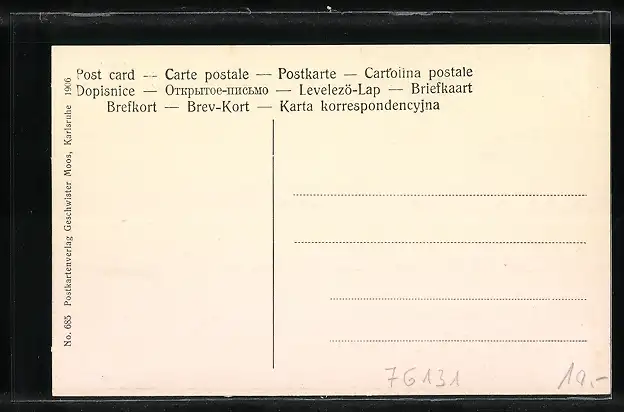 Post card — Carte postale — Postkarte — Cartolina postale
Dopisnice — Открытое-письмо — Levelező-Lap — Briefkaart
Brefkort — Brev-Kort — Karta korrespondencyjna
No. 685 Postkartenverlag Geschwister Moos, Karlsruhe 1906
76131 10,-